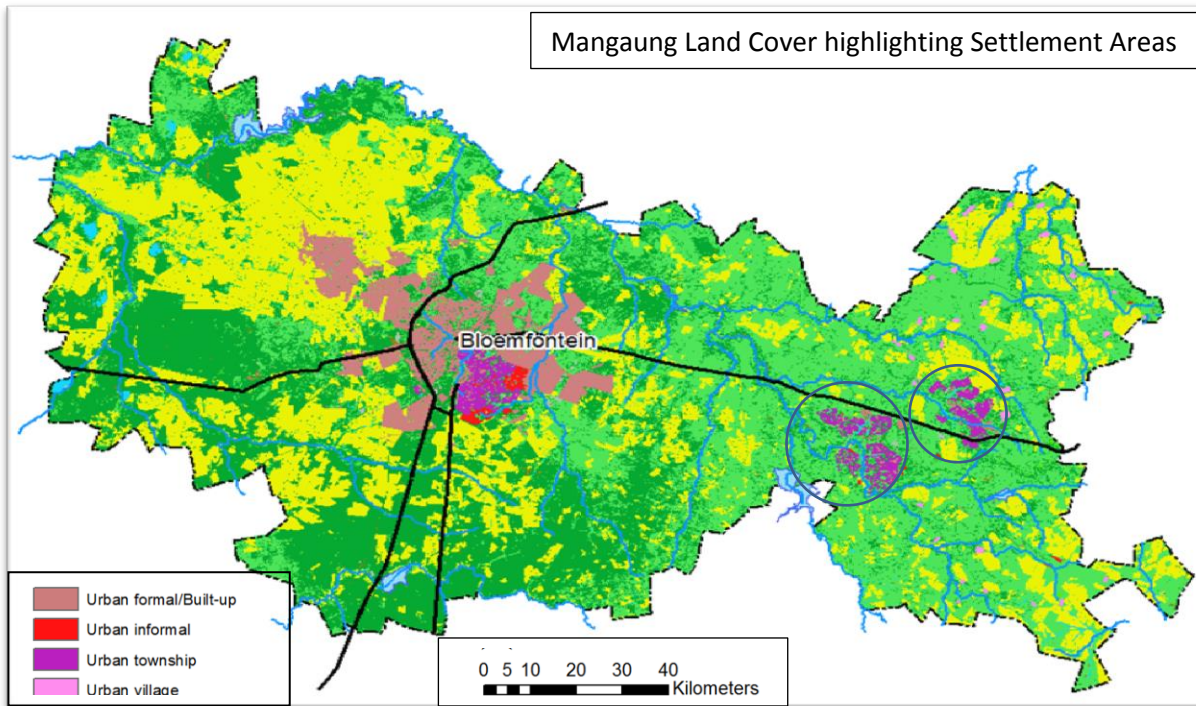 Mangaung Land Cover highlighting Settlement Areas
Bloemfontein
Urban formal/Built-up
Urban informal
Urban township
Urban village
0 5 10 20 30 40
Kilometers